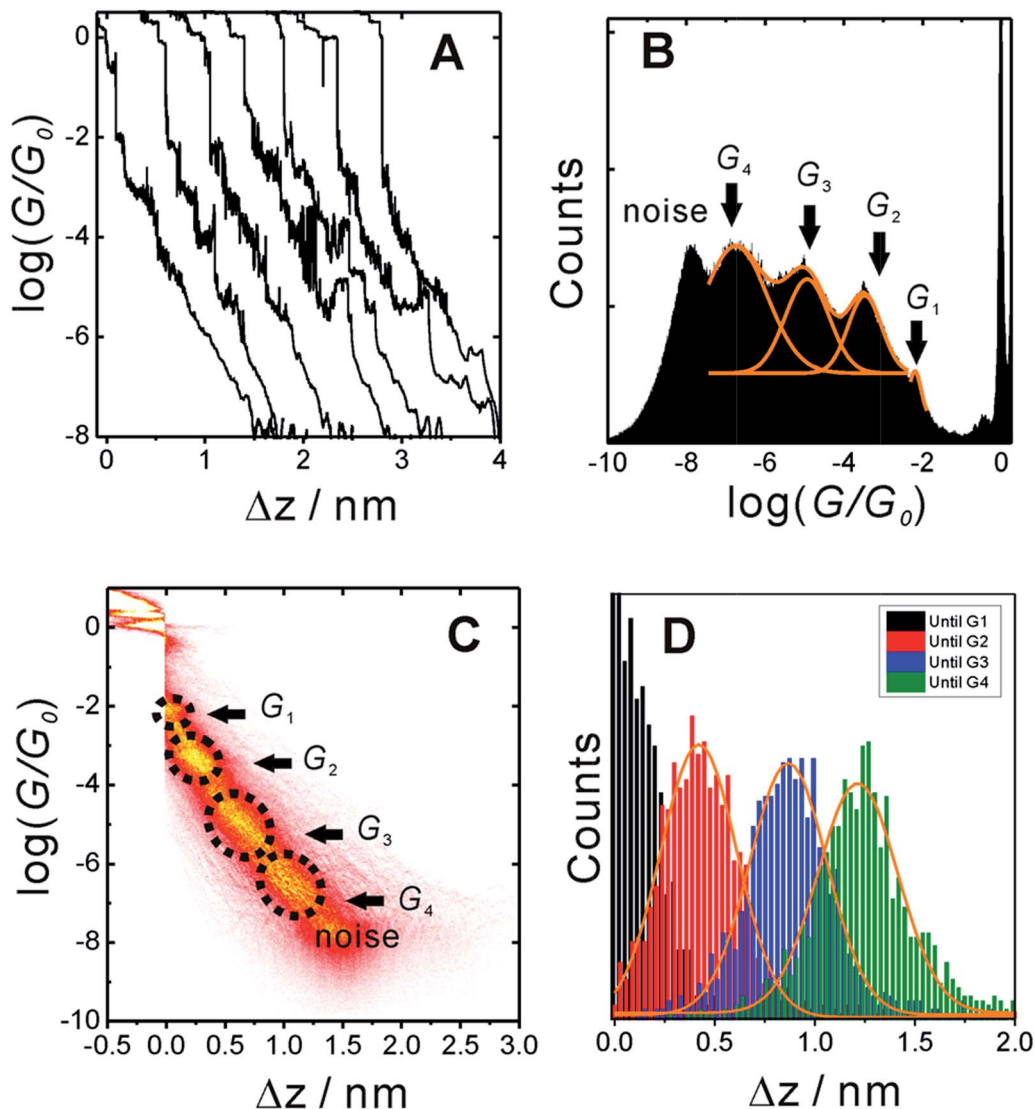 A
0
-2
-4
-6
-8
log(G/G0)
0 1 2 3 4
Δz / nm
B
Counts
noise
G4
G3
G2
G1
-10 -8 -6 -4 -2 0
log(G/G0)
C
0
-2
-4
-6
-8
-10
log(G/G0)
G1
G2
G3
G4
noise
-0.5 0.0 0.5 1.0 1.5 2.0 2.5 3.0
Δz / nm
D
Until G1
Until G2
Until G3
Until G4
Counts
0.0 0.5 1.0 1.5 2.0
Δz / nm